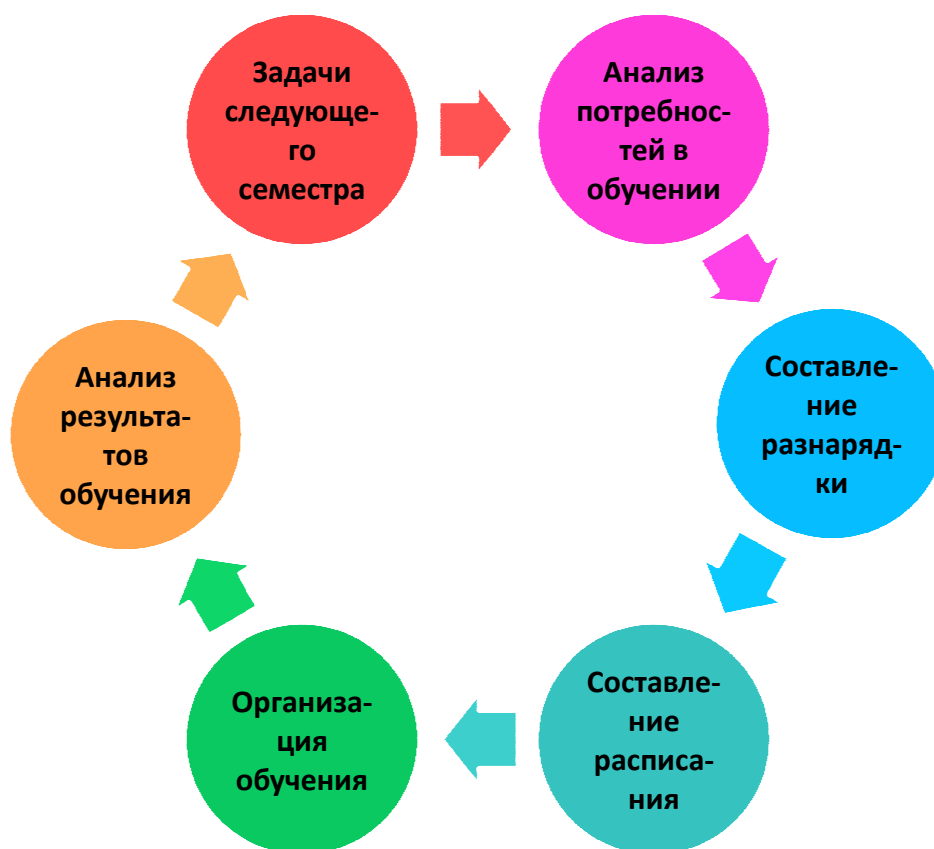 Задачи
следующе-
го
семестра
Анализ
потребнос-
тей в
обучении
Составле-
ние
разнаряд-
ки
Составле-
ние
расписа-
ния
Организа-
ция
обучения
Анализ
результа-
тов
обучения